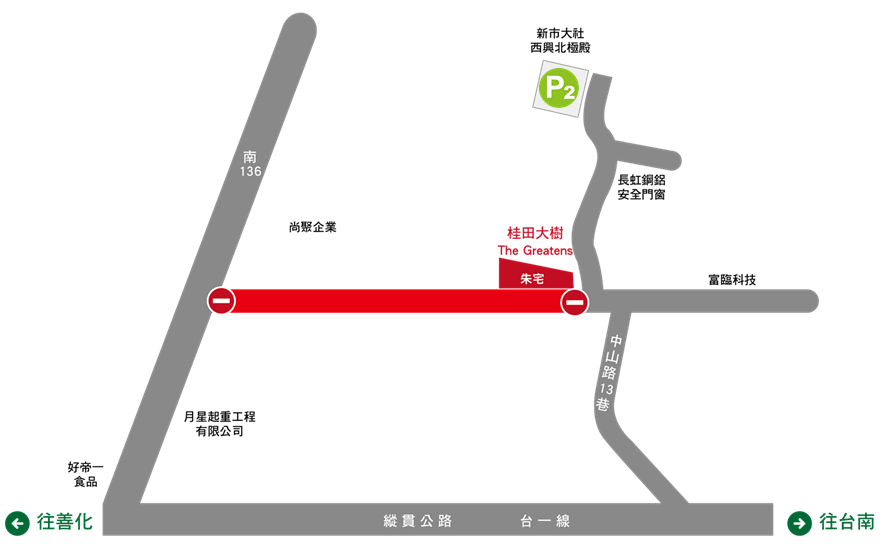 新市大社
西興北極殿
P2
南
136
長虹銅鋁
安全門窗
尚聚企業
桂田大樹
The Greatens
朱宅
富臨科技
中山路13巷
月星起重工程
有限公司
好帝一
食品
往善化
縱貫公路 台一線
往台南